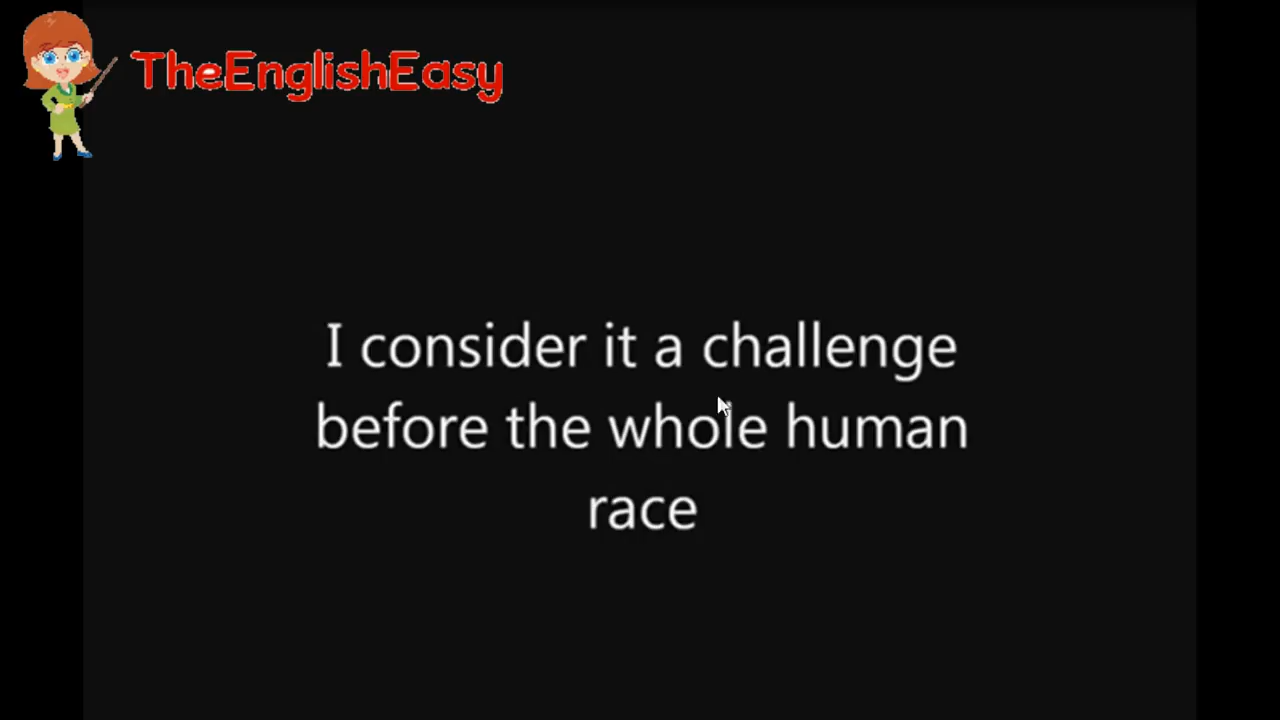 TheEnglishEasy
I consider it a challenge
before the whole human
race